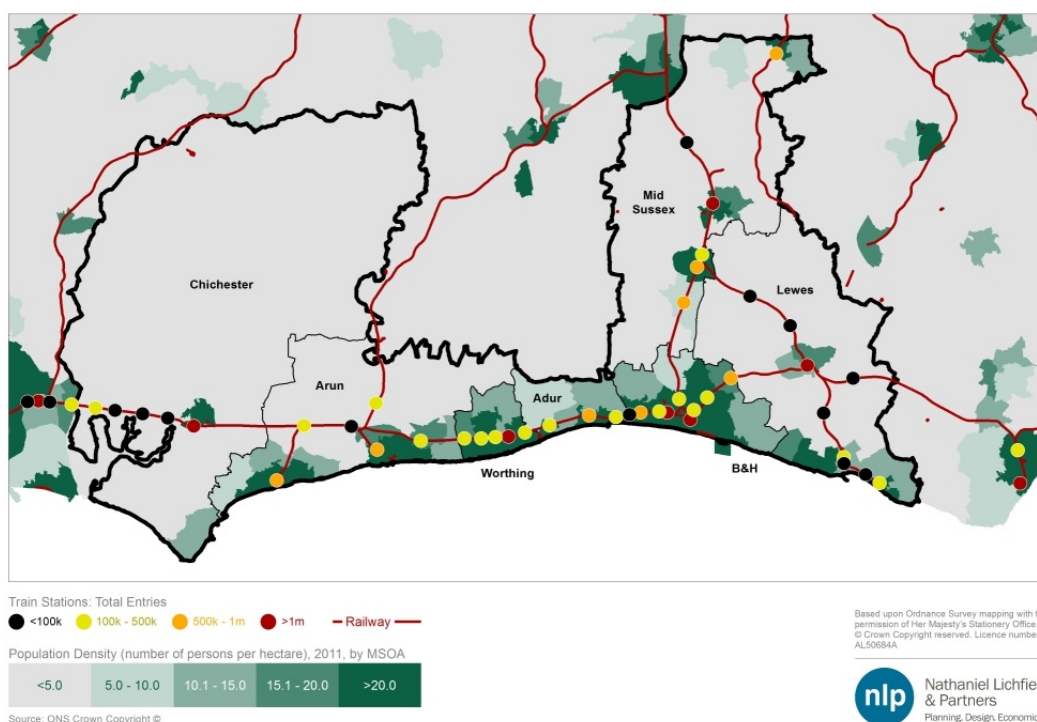 Mid
Sussex
Chichester
Lewes
Arun
Adur
Worthing
B&H
Train Stations: Total Entries
<100k
100k - 500k
500k - 1m
>1m
Railway
Population Density (number of persons per hectare), 2011, by MSOA
<5.0
5.0 - 10.0
10.1 - 15.0
15.1 - 20.0
>20.0
Source: ONS Crown Copyright ©
Based upon Ordnance Survey mapping with
permission of Her Majesty's Stationery Office.
© Crown Copyright reserved. Licence number
AL50684A
nlp
Nathaniel Lichfie
& Partners
Planning. Design. Economic